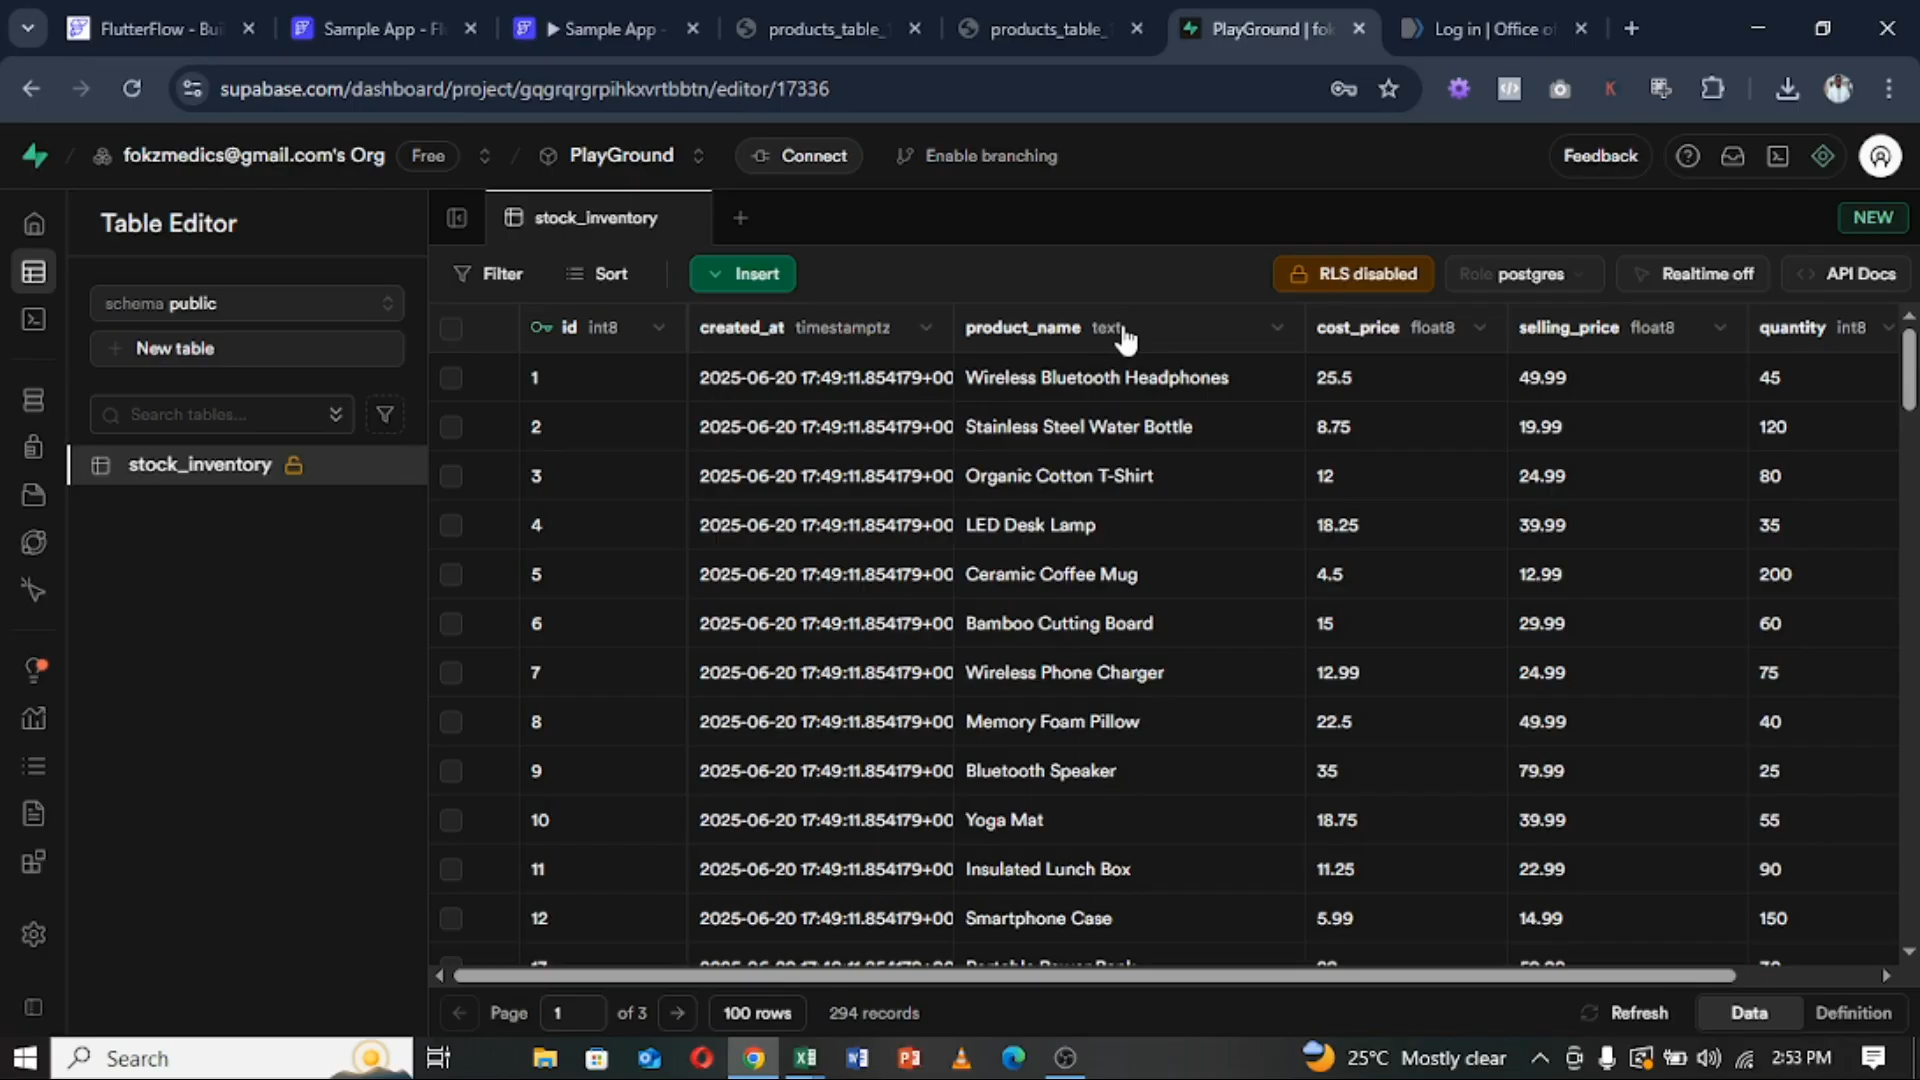 FlutterFlow - Bui
Sample App - Fl
▶ Sample App -
products_table_
products_table_
PlayGround | fok
Log in | Office of
supabase.com/dashboard/project/gqgrqrgrpihkxvrtbbtn/editor/17336
fokzmedics@gmail.com's Org
Free
PlayGround
Connect
Enable branching
Feedback
Table Editor
stock_inventory
NEW
Filter
Sort
Insert
RLS disabled
Role postgres
Realtime off
API Docs
schema public
New table
Search tables...
stock_inventory
id int8 created_at timestamptz product_name text cost_price float8 selling_price float8 quantity int8
1 2025-06-20 17:49:11.854179+00 Wireless Bluetooth Headphones 25.5 49.99 45
2 2025-06-20 17:49:11.854179+00 Stainless Steel Water Bottle 8.75 19.99 120
3 2025-06-20 17:49:11.854179+00 Organic Cotton T-Shirt 12 24.99 80
4 2025-06-20 17:49:11.854179+00 LED Desk Lamp 18.25 39.99 35
5 2025-06-20 17:49:11.854179+00 Ceramic Coffee Mug 4.5 12.99 200
6 2025-06-20 17:49:11.854179+00 Bamboo Cutting Board 15 29.99 60
7 2025-06-20 17:49:11.854179+00 Wireless Phone Charger 12.99 24.99 75
8 2025-06-20 17:49:11.854179+00 Memory Foam Pillow 22.5 49.99 40
9 2025-06-20 17:49:11.854179+00 Bluetooth Speaker 35 79.99 25
10 2025-06-20 17:49:11.854179+00 Yoga Mat 18.75 39.99 55
11 2025-06-20 17:49:11.854179+00 Insulated Lunch Box 11.25 22.99 90
12 2025-06-20 17:49:11.854179+00 Smartphone Case 5.99 14.99 150
Page 1 of 3
100 rows
294 records
Refresh
Data
Definition
Search
25°C Mostly clear
2:53 PM